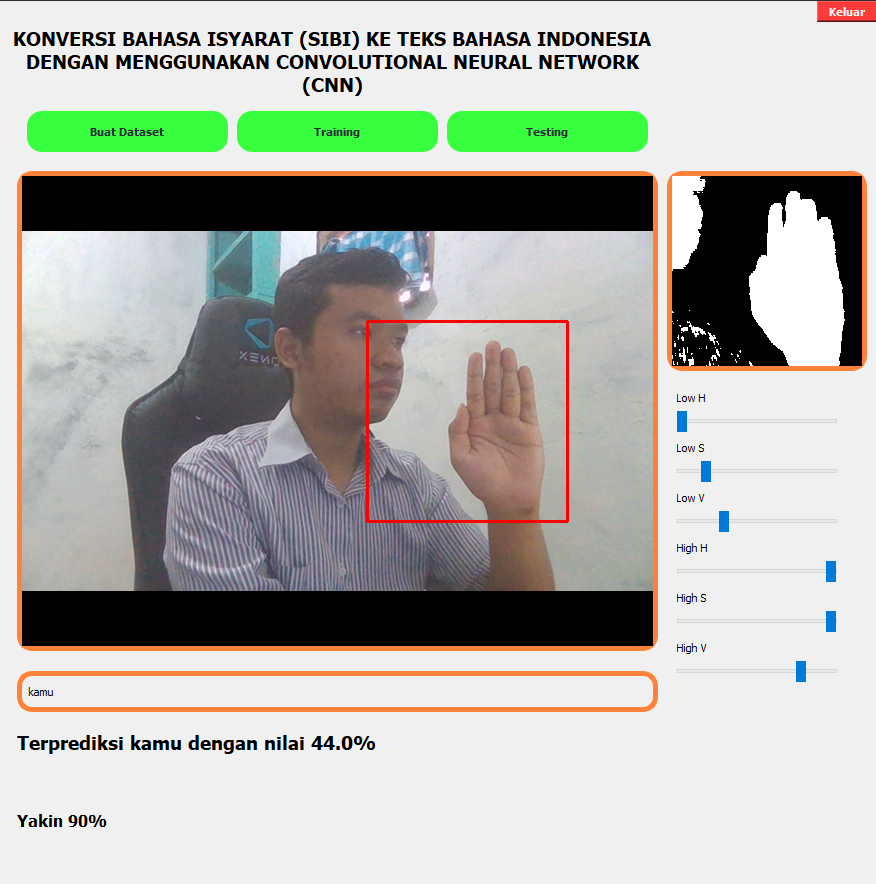 Keluar
KONVERSI BAHASA ISYARAT (SIBI) KE TEKS BAHASA INDONESIA
DENGAN MENGGUNAKAN CONVOLUTIONAL NEURAL NETWORK
(CNN)
Buat Dataset
Training
Testing
Low H
Low S
Low V
High H
High S
High V
kamu
Terprediksi kamu dengan nilai 44.0%
Yakin 90%